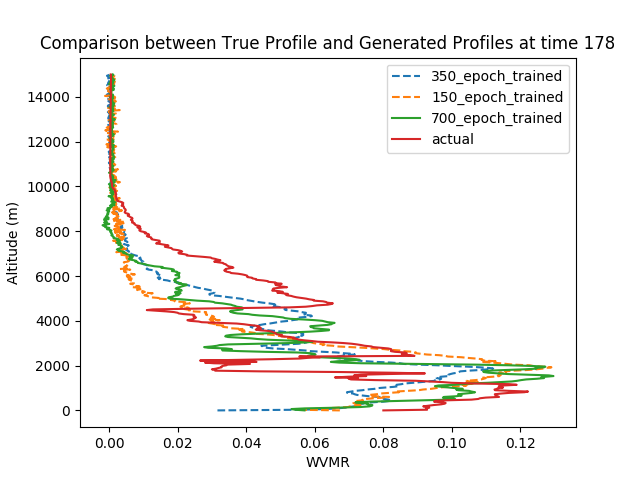 Comparison between True Profile and Generated Profiles at time 178
350_epoch_trained
150_epoch_trained
700_epoch_trained
actual
14000
12000
10000
8000
6000
4000
2000
0
Altitude (m)
0.00 0.02 0.04 0.06 0.08 0.10 0.12
WVMR